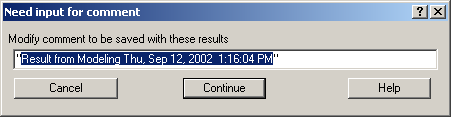 Need input for comment
Modify comment to be saved with these results
"Result from Modeling Thu, Sep 12, 2002  1:16:04 PM"
Cancel Continue Help